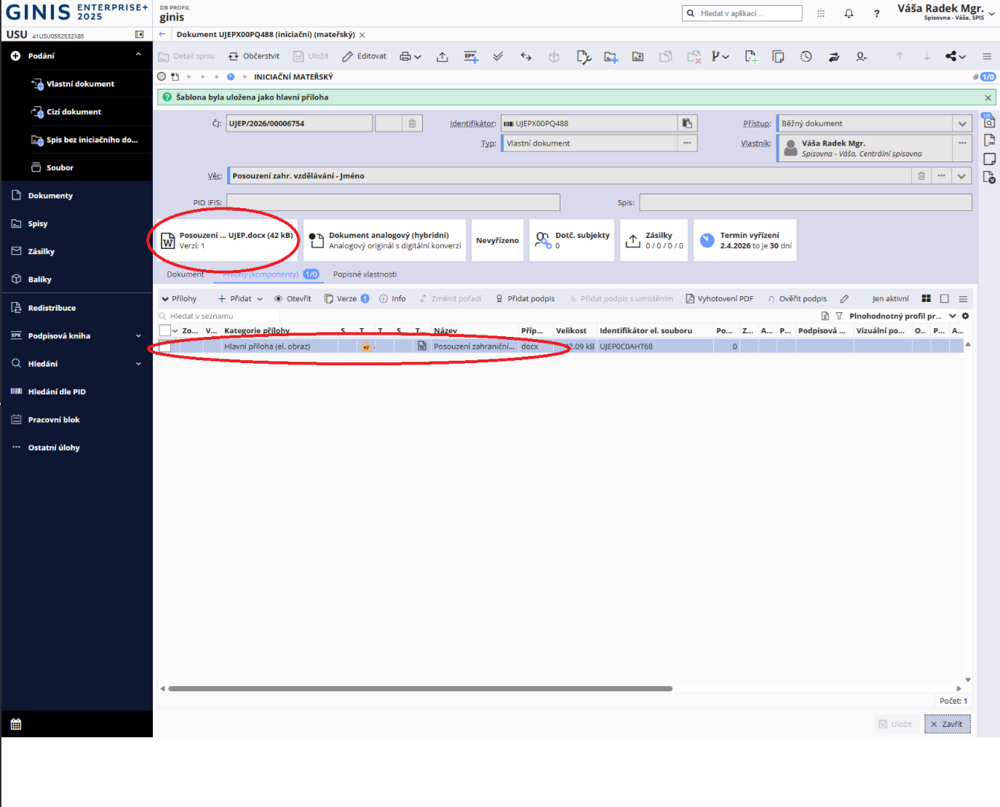 GINIS ENTERPRISE+ 2025
DB PROFIL
ginis
Hledat v aplikaci...
?
Váša Radek Mgr.
Spisovna - Váša, SPIS
USU 41USU0552532X85
Dokument UJEPX00PQ488 (iniciační) (mateřský)
Podání
Vlastní dokument
Cizí dokument
Spis bez iniciačního do...
Soubor
Dokumenty
Spisy
Zásilky
Balíky
Redistribuce
Podpisová kniha
Hledání
Hledání dle PID
Pracovní blok
Ostatní úlohy
Detail spisu
Občerstvit
Uložit
Editovat
EPK
INICIAČNÍ MATEŘSKÝ
1/0
Šablona byla uložena jako hlavní příloha
Čj: UJEP/2026/00006754
Identifikátor: UJEPX00PQ488
Přístup: Běžný dokument
Typ: Vlastní dokument
Vlastník: Váša Radek Mgr.
Spisovna - Váša, Centrální spisovna
Věc: Posouzení zahr. vzdělávání - Jméno
PID iFIS:
Spis:
Posouzení ... UJEP.docx (42 kB)
Verzí: 1
Dokument analogový (hybridní)
Analogový originál s digitální konverzí
Nevyřízeno
Dotč. subjekty
0
Zásilky
0 / 0 / 0 / 0
Termín vyřízení
2.4.2026 to je 30 dní
Dokument
Přílohy (komponenty) 1/0
Popisné vlastnosti
Přílohy
Přidat
Otevřít
Verze 1
Info
Změnit pořadí
Přidat podpis
Přidat podpis s umístěním
Vyhotovení PDF
Ověřit podpis
Jen aktivní
Hledat v seznamu
Plnohodnotný profil pr...
Zo... V... Kategorie přílohy S T T S... T... Název Příp... Velikost Identifikátor el. souboru Po... Z... A... P... Podpisová ... Vizuální po... O.. P... A...
Hlavní příloha (el. obraz) Posouzení zahraniční... docx 2.09 kB UJEP0C0AHT68 0
Počet: 1
Uložit
Zavřít